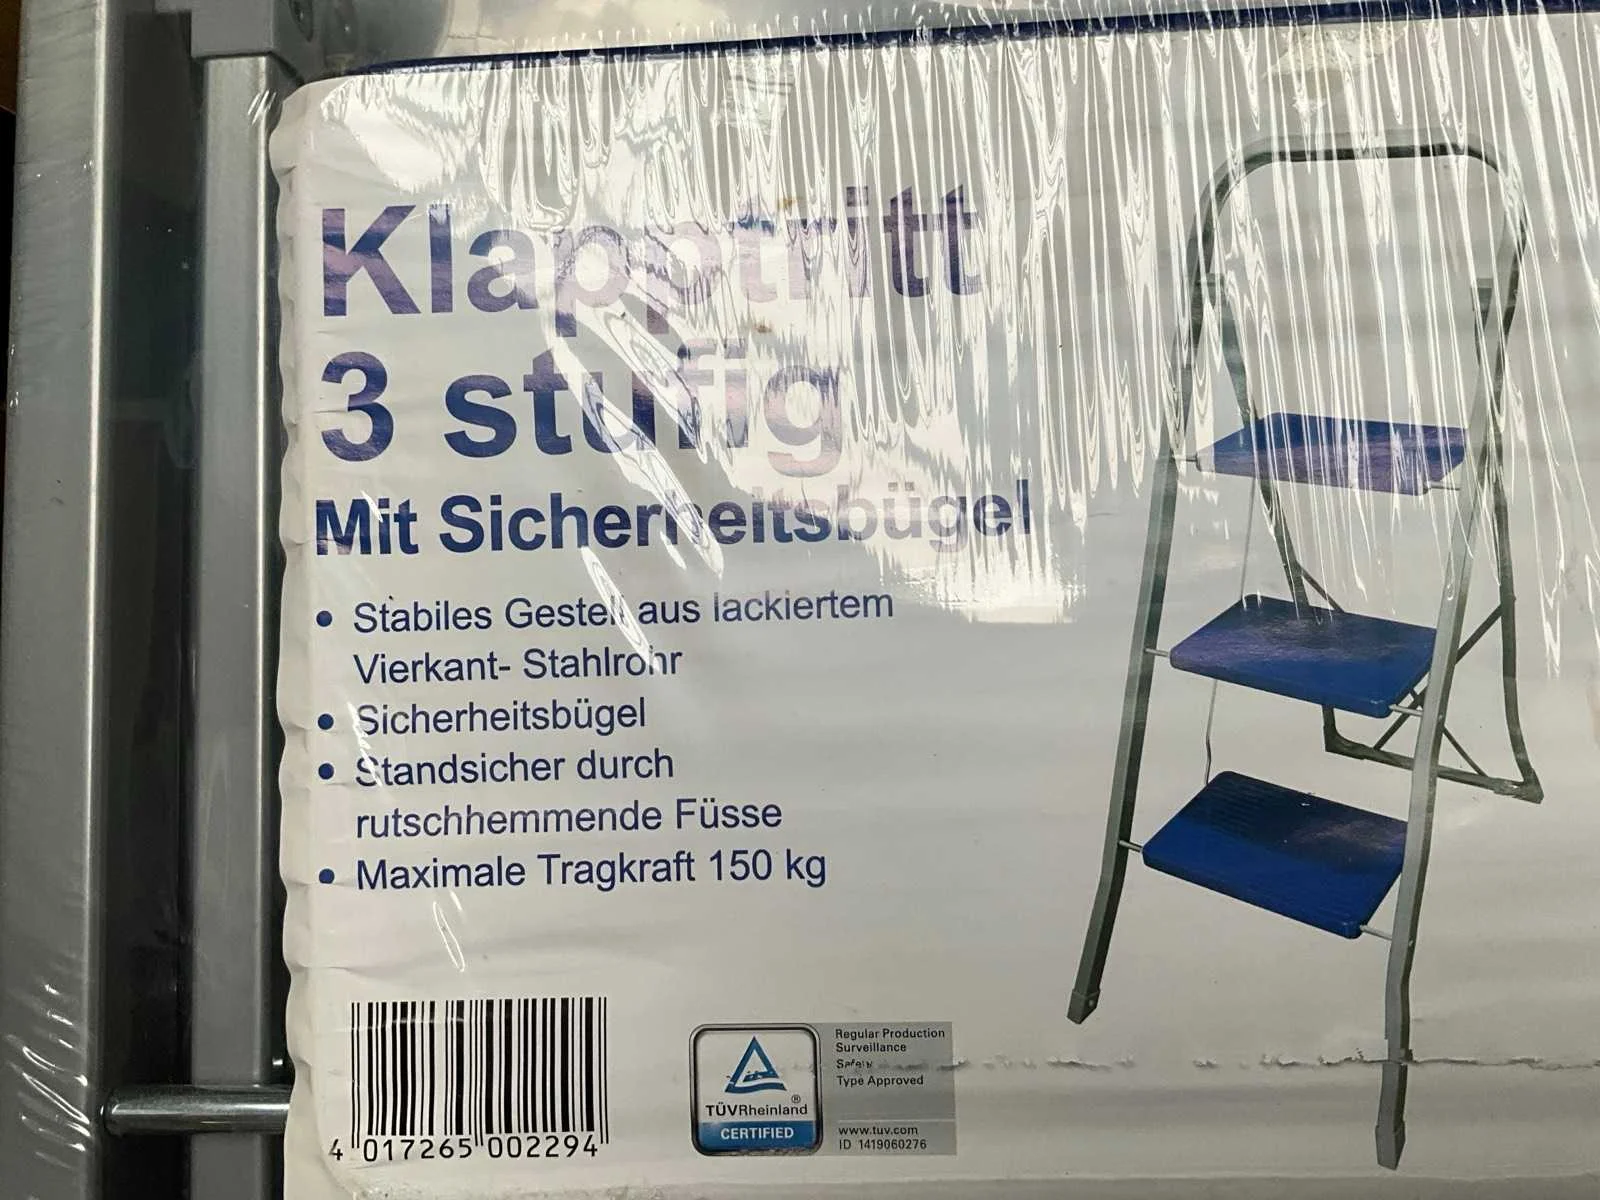 Klapptritt
3 stufig
Mit Sicherheitsbügel
• Stabiles Gestell aus lackiertem
Vierkant- Stahlrohr
• Sicherheitsbügel
• Standsicher durch
rutschhemmende Füsse
• Maximale Tragkraft 150 kg
4 017265 002294
TÜVRheinland®
CERTIFIED
Regular Production
Surveillance
Safety
Type Approved
www.tuv.com
ID 1419060276